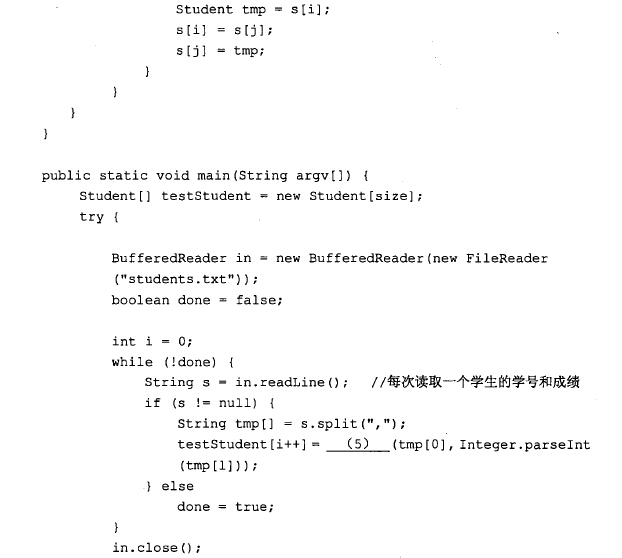 Student tmp = s[i];
s[i] = s[j];
s[j] = tmp;
}
}
}
}
public static void main(String argv[]) {
Student[] testStudent = new Student[size];
try {
BufferedReader in = new BufferedReader(new FileReader
("students.txt"));
boolean done = false;
int i = 0;
while (!done) {
String s = in.readLine(); //每次读取一个学生的学号和成绩
if (s != null) {
String tmp[] = s.split(",");
testStudent[i++]= (5) (tmp[0],Integer.parseInt
(tmp[1]));
} else
done = true;
}
in.close();